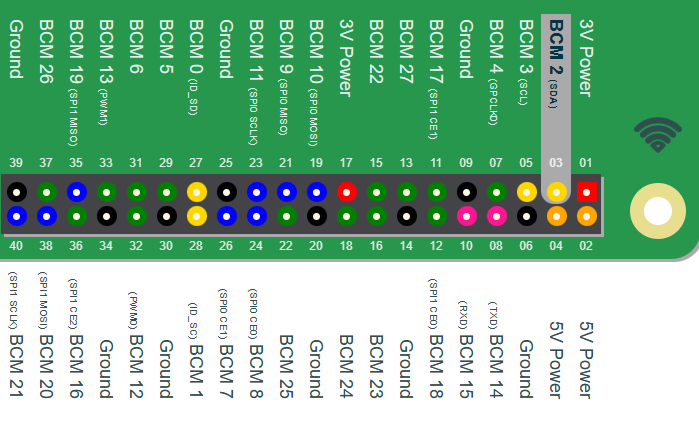 Ground
BCM 26
BCM 19 (SPI1 MISO)
BCM 13 (PWM1)
BCM 6
BCM 5
BCM 0 (ID_SD)
Ground
BCM 11 (SPI0 SCLK)
BCM 9 (SPI0 MISO)
BCM 10 (SPI0 MOSI)
3V Power
BCM 22
BCM 27
BCM 17 (SPI1 CE1)
Ground
BCM 4 (GPCLK0)
BCM 3 (SCL)
BCM 2 (SDA)
3V Power
39 37 35 33 31 29 27 25 23 21 19 17 15 13 11 09 07 05 03 01
40 38 36 34 32 30 28 26 24 22 20 18 16 14 12 10 08 06 04 02
(SPI1 SCLK) BCM 21
(SPI1 MOSI) BCM 20
(SPI1 CE2) BCM 16
Ground
(PWM0) BCM 12
Ground
(ID_SC) BCM 1
(SPI0 CE1) BCM 7
(SPI0 CE0) BCM 8
BCM 25
Ground
BCM 24
BCM 23
Ground
(SPI1 CE0) BCM 18
(RXD) BCM 15
(TXD) BCM 14
Ground
5V Power
5V Power